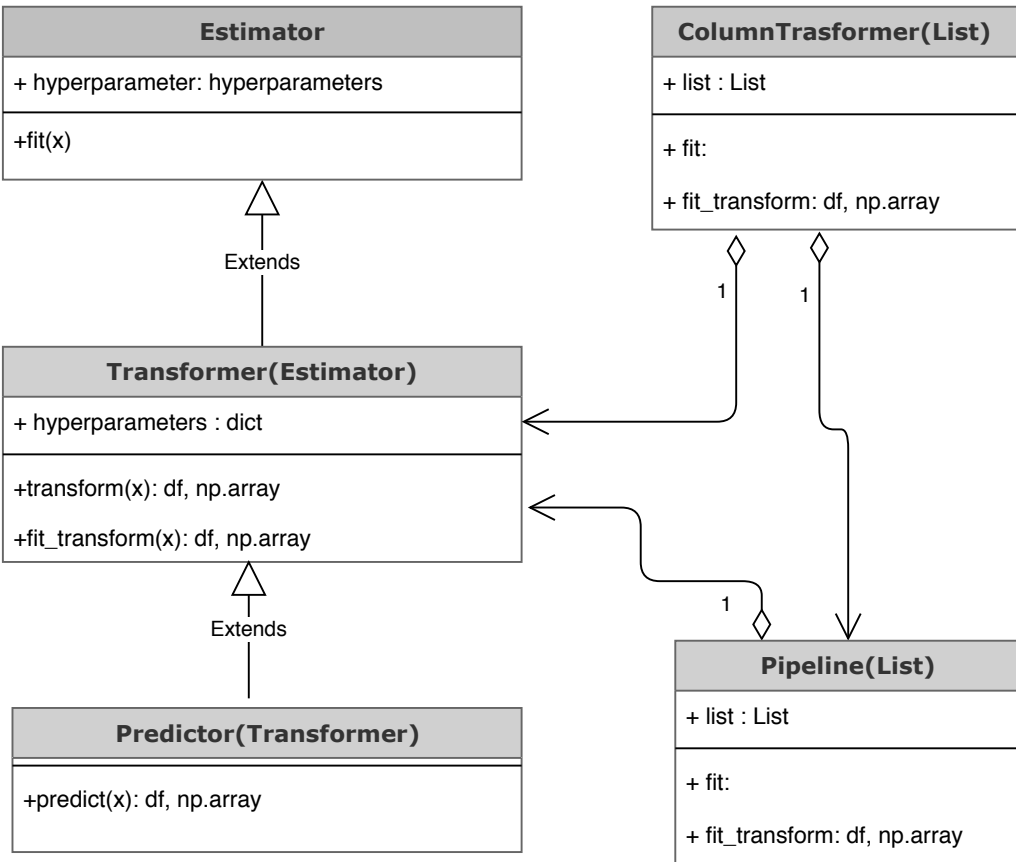 Estimator
+ hyperparameter: hyperparameters
+fit(x)
Extends
Transformer(Estimator)
+ hyperparameters : dict
+transform(x): df, np.array
+fit_transform(x): df, np.array
Extends
Predictor(Transformer)
+predict(x): df, np.array
ColumnTrasformer(List)
+ list : List
+ fit:
+ fit_transform: df, np.array
1
1
1
Pipeline(List)
+ list : List
+ fit:
+ fit_transform: df, np.array